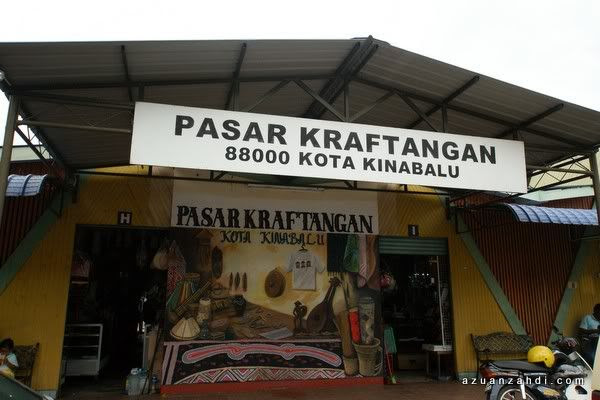 PASAR KRAFTANGAN
88000 KOTA KINABALU
PASAR KRAFTANGAN
KOTA KINABALU
H
I
azuanzahdi.com